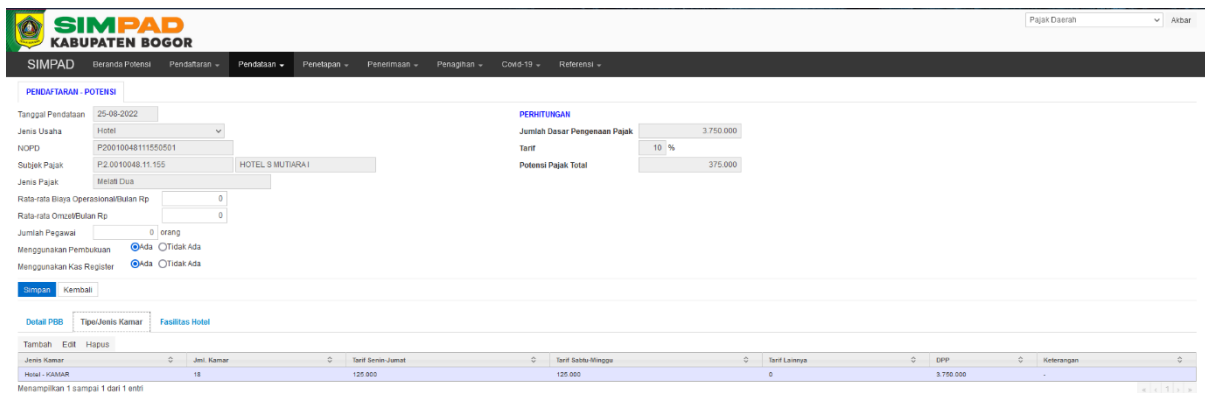 SIMPAD
KABUPATEN BOGOR
Pajak Daerah Akbar
SIMPAD Beranda Potensi Pendaftaran Pendataan Penetapan Penerimaan Penagihan Covid-19 Referensi
PENDAFTARAN - POTENSI
Tanggal Pendataan 25-08-2022
Jenis Usaha Hotel
NOPD P20010048111550501
Subjek Pajak P.2.0010048.11.155 HOTEL S MUTIARA I
Jenis Pajak Melati Dua
Rata-rata Biaya Operasional/Bulan Rp 0
Rata-rata Omzet/Bulan Rp 0
Jumlah Pegawai 0 orang
Menggunakan Pembukuan Ada Tidak Ada
Menggunakan Kas Register Ada Tidak Ada
PERHITUNGAN
Jumlah Dasar Pengenaan Pajak 3.750.000
Tarif 10 %
Potensi Pajak Total 375.000
Simpan Kembali
Detail PBB Tipe/Jenis Kamar Fasilitas Hotel
Tambah Edit Hapus
Jenis Kamar Jml. Kamar Tarif Senin-Jumat Tarif Sabtu-Minggu Tarif Lainnya DPP Keterangan
Hotel - KAMAR 125.000 125.000 0 3.750.000 -
Menampilkan 1 sampai 1 dari 1 entri
« ‹ 1 › »